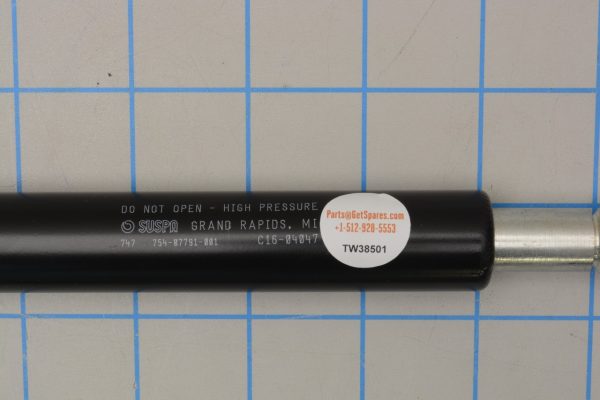 DO NOT OPEN - HIGH PRESSURE
SUSPA GRAND RAPIDS, MI
747 754-07791-001 C16-04047
Parts@GetSpares.com
+1-512-928-5553
TW38501